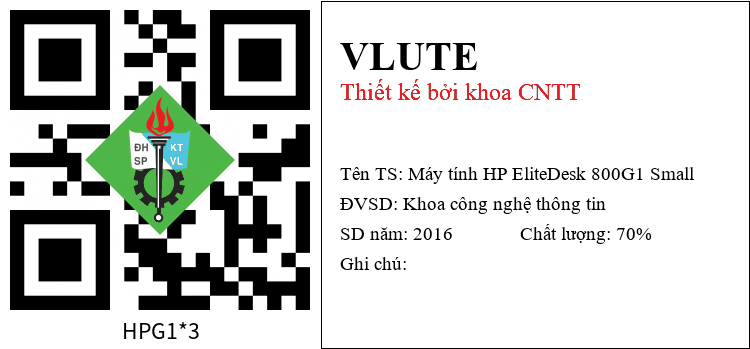 ĐH KT
SP VL
HPG1*3
VLUTE
Thiết kế bởi khoa CNTT
Tên TS: Máy tính HP EliteDesk 800G1 Small
ĐVSD: Khoa công nghệ thông tin
SD năm: 2016 Chất lượng: 70%
Ghi chú: